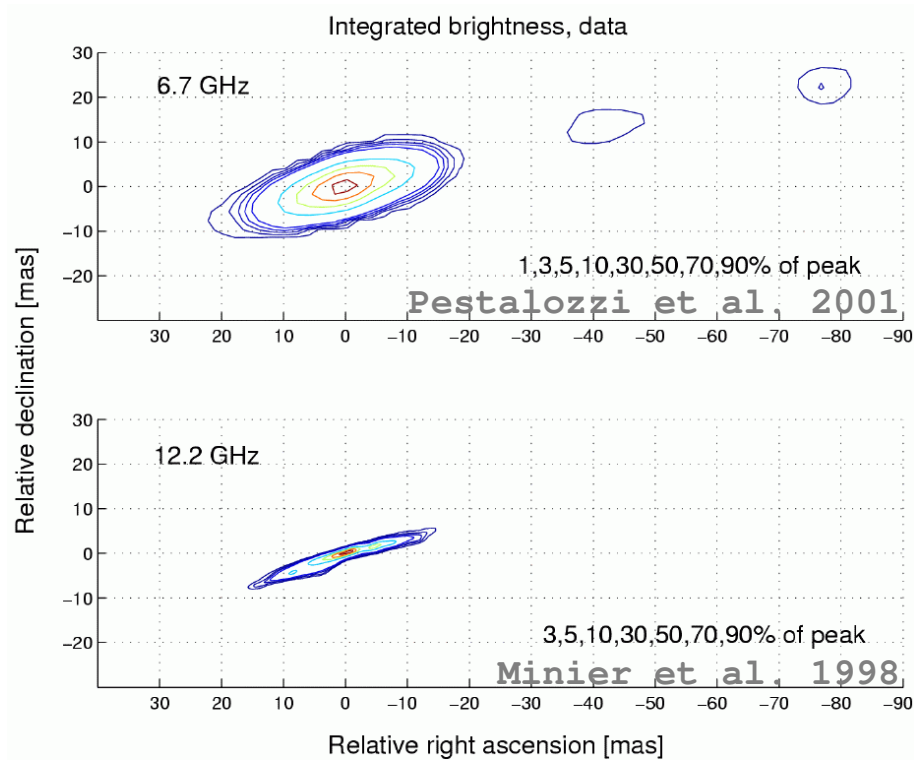 Integrated brightness, data
30
20
10
0
−10
−20
6.7 GHz
1,3,5,10,30,50,70,90% of peak
Pestalozzi et al. 2001
30 20 10 0 −10 −20 −30 −40 −50 −60 −70 −80 −90
Relative declination [mas]
30
20
10
0
−10
−20
12.2 GHz
3,5,10,30,50,70,90% of peak
Minier et al. 1998
30 20 10 0 −10 −20 −30 −40 −50 −60 −70 −80 −90
Relative right ascension [mas]